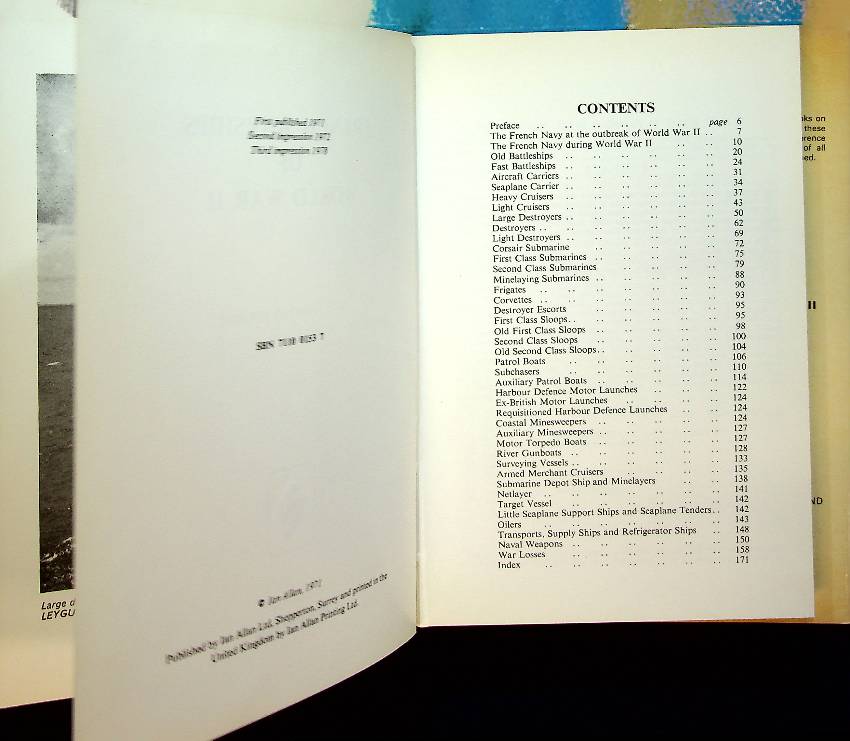 First published 1971
Second impression 1972
Third impression 1978
SBN 7110 0153 7
© Ian Allan, 1971
Published by Ian Allan Ltd, Shepperton, Surrey and printed in the
United Kingdom by Ian Allan Printing Ltd.
Large d
LEYGU
CONTENTS
Preface .. .. .. .. .. .. page 6
The French Navy at the outbreak of World War II .. 7
The French Navy during World War II .. .. 10
Old Battleships .. .. .. .. .. .. 20
Fast Battleships .. .. .. .. .. .. 24
Aircraft Carriers .. .. .. .. .. .. 31
Seaplane Carrier .. .. .. .. .. .. 34
Heavy Cruisers .. .. .. .. .. .. 37
Light Cruisers .. .. .. .. .. .. 43
Large Destroyers .. .. .. .. .. .. 50
Destroyers .. .. .. .. .. .. .. 62
Light Destroyers .. .. .. .. .. .. 69
Corsair Submarine .. .. .. .. .. 72
First Class Submarines .. .. .. .. .. 75
Second Class Submarines .. .. .. .. 79
Minelaying Submarines .. .. .. .. .. 88
Frigates .. .. .. .. .. .. .. 90
Corvettes .. .. .. .. .. .. .. 93
Destroyer Escorts .. .. .. .. .. 95
First Class Sloops .. .. .. .. .. .. 95
Old First Class Sloops .. .. .. .. .. 98
Second Class Sloops .. .. .. .. .. 100
Old Second Class Sloops .. .. .. .. .. 104
Patrol Boats .. .. .. .. .. .. 106
Subchasers .. .. .. .. .. .. 110
Auxiliary Patrol Boats .. .. .. .. .. 114
Harbour Defence Motor Launches .. .. .. 122
Ex-British Motor Launches .. .. .. .. 124
Requisitioned Harbour Defence Launches .. .. 124
Coastal Minesweepers .. .. .. .. .. 124
Auxiliary Minesweepers .. .. .. .. .. 127
Motor Torpedo Boats .. .. .. .. .. 127
River Gunboats .. .. .. .. .. .. 128
Surveying Vessels .. .. .. .. .. .. 133
Armed Merchant Cruisers .. .. .. .. 135
Submarine Depot Ship and Minelayers .. .. 138
Netlayer .. .. .. .. .. .. .. 141
Target Vessel .. .. .. .. .. .. 142
Little Seaplane Support Ships and Seaplane Tenders .. 142
Oilers .. .. .. .. .. .. .. 143
Transports, Supply Ships and Refrigerator Ships .. 148
Naval Weapons .. .. .. .. .. .. 150
War Losses .. .. .. .. .. .. 158
Index .. .. .. .. .. .. .. 171
ks on
these
rence
of all
ed.
II
ND